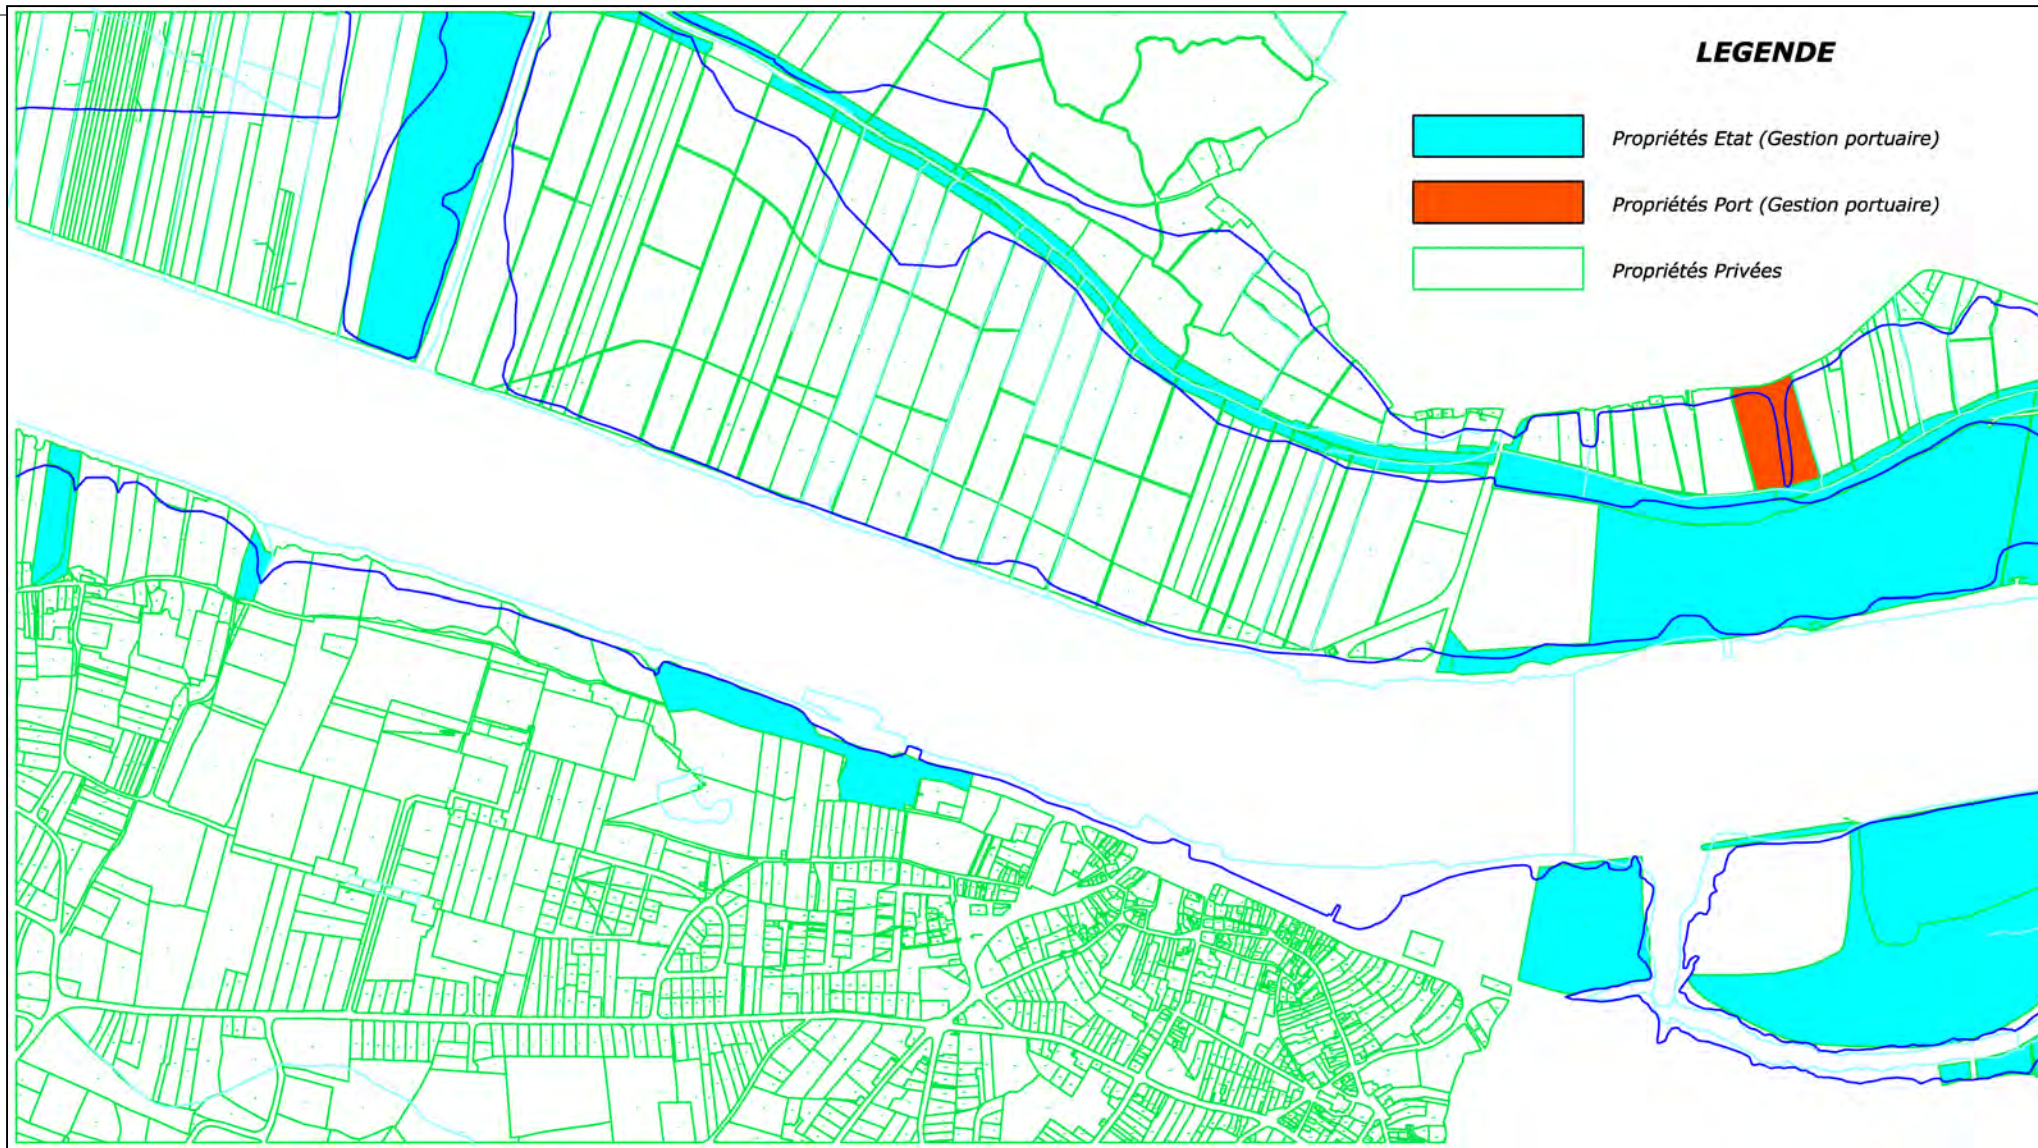 LEGENDE
Propriétés Etat (Gestion portuaire)
Propriétés Port (Gestion portuaire)
Propriétés Privées